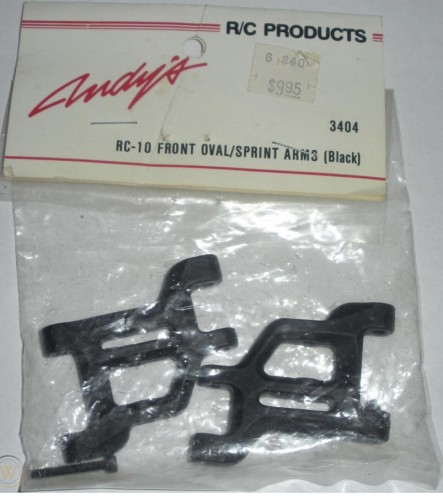 R/C PRODUCTS
Andy's
6 840
$995
3404
RC-10 FRONT OVAL/SPRINT ARMS (Black)
W